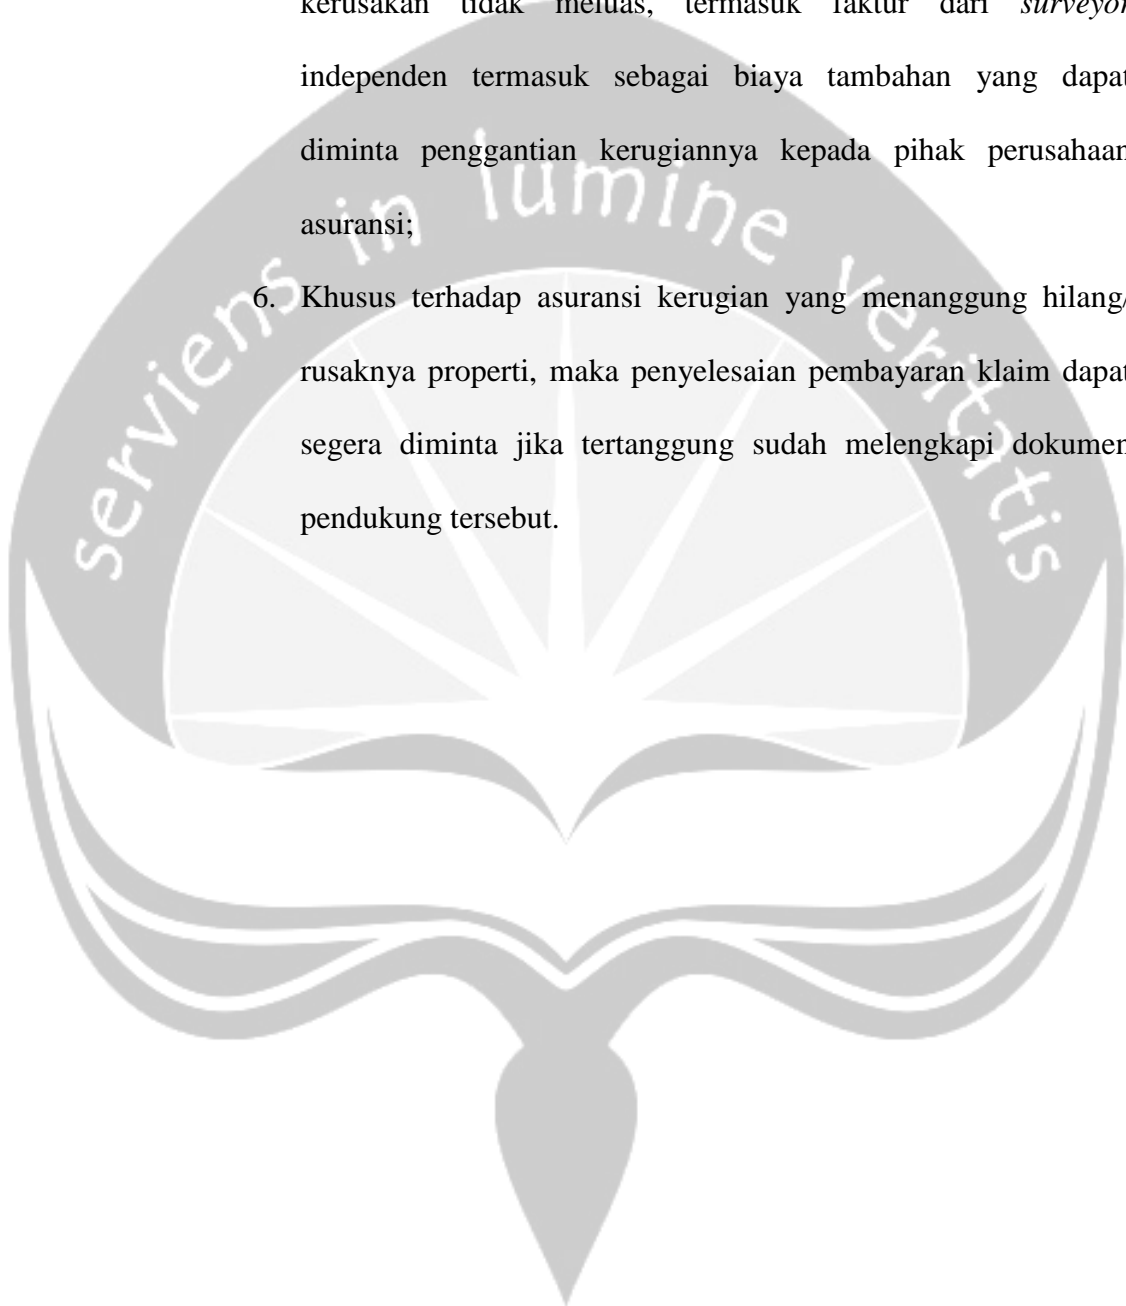 kerusakan tidak meluas, termasuk faktur dari surveyor
independen termasuk sebagai biaya tambahan yang dapat
diminta penggantian kerugiannya kepada pihak perusahaan
asuransi;
6. Khusus terhadap asuransi kerugian yang menanggung hilang/
rusaknya properti, maka penyelesaian pembayaran klaim dapat
segera diminta jika tertanggung sudah melengkapi dokumen
pendukung tersebut.
serviens in lumine veritatis